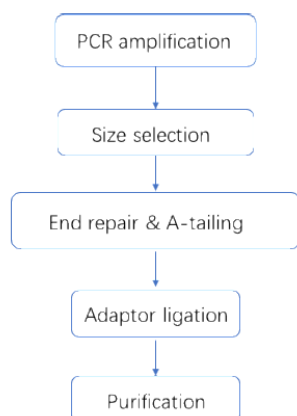 PCR amplification
Size selection
End repair & A-tailing
Adaptor ligation
Purification